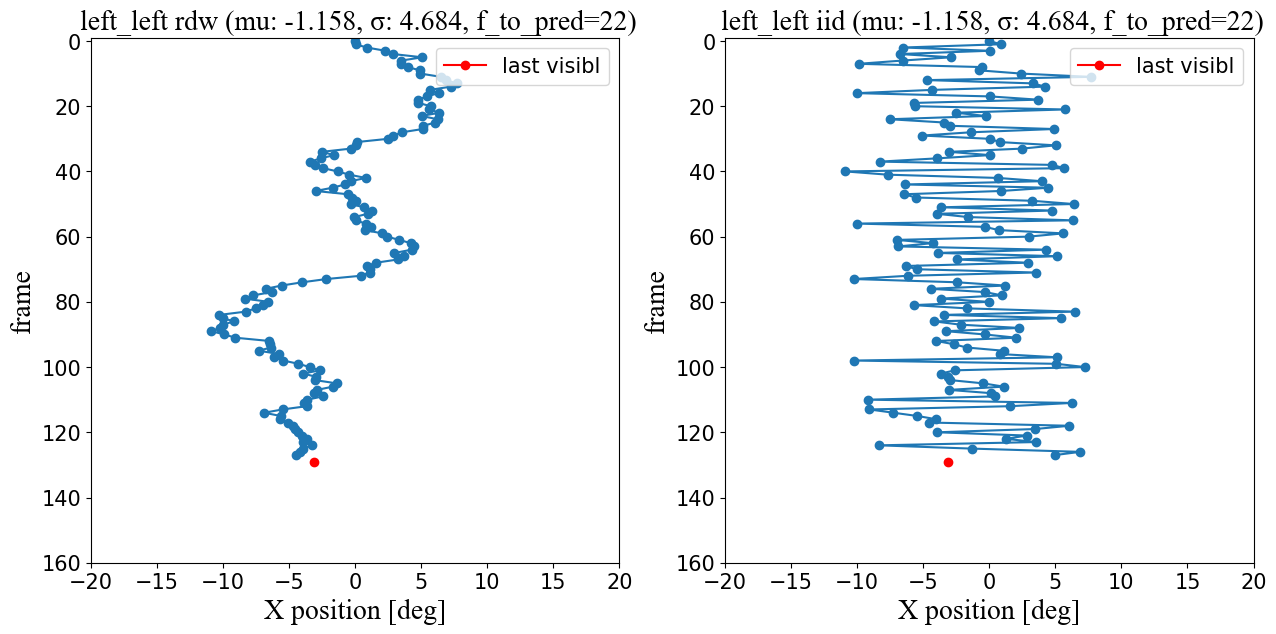 left_left rdw (mu: -1.158, σ: 4.684, f_to_pred=22)
last visibl
0
20
40
60
80
100
120
140
160
frame
−20 −15 −10 −5 0 5 10 15 20
X position [deg]
left_left iid (mu: -1.158, σ: 4.684, f_to_pred=22)
last visibl
0
20
40
60
80
100
120
140
160
frame
−20 −15 −10 −5 0 5 10 15 20
X position [deg]